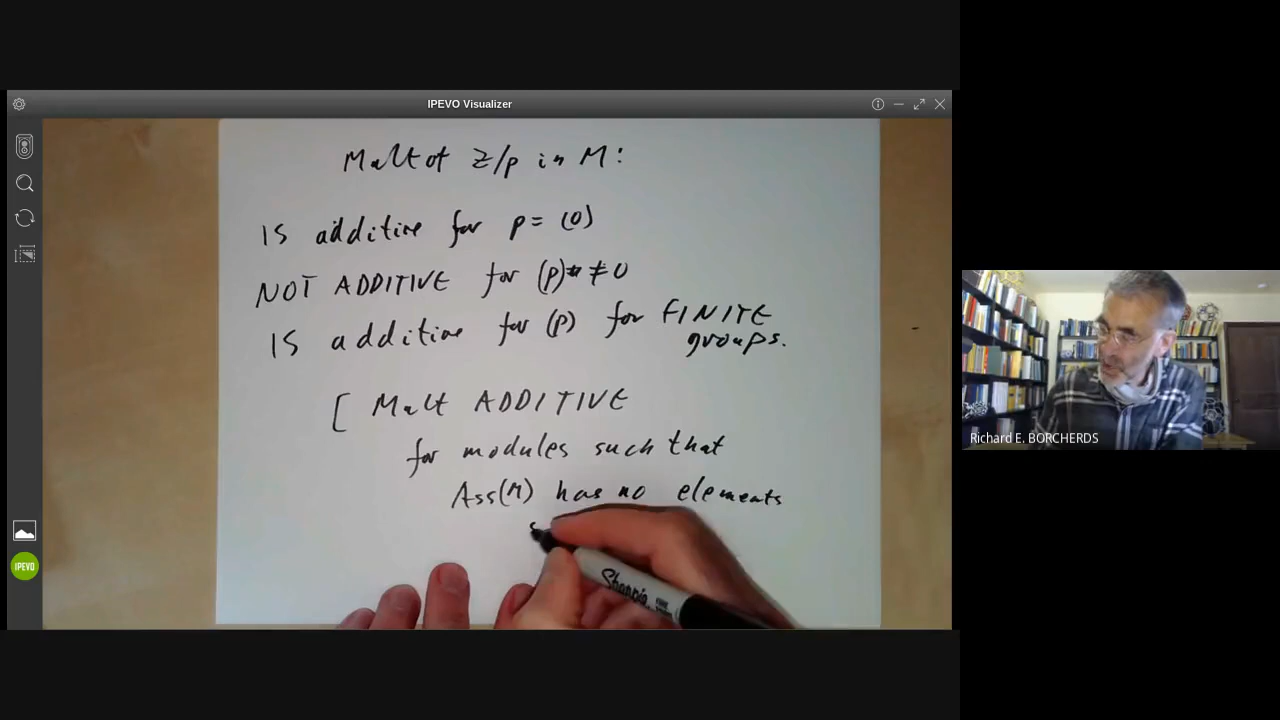 IPEVO Visualizer
Mult of Z/p in M:
IS additive for p = (0)
NOT ADDITIVE for (p) ≠ 0
IS additive for (p) for FINITE
groups.
[ Mult ADDITIVE
for modules such that
Ass(M) has no elements
Sharpie
IPEVO
Richard E. BORCHERDS